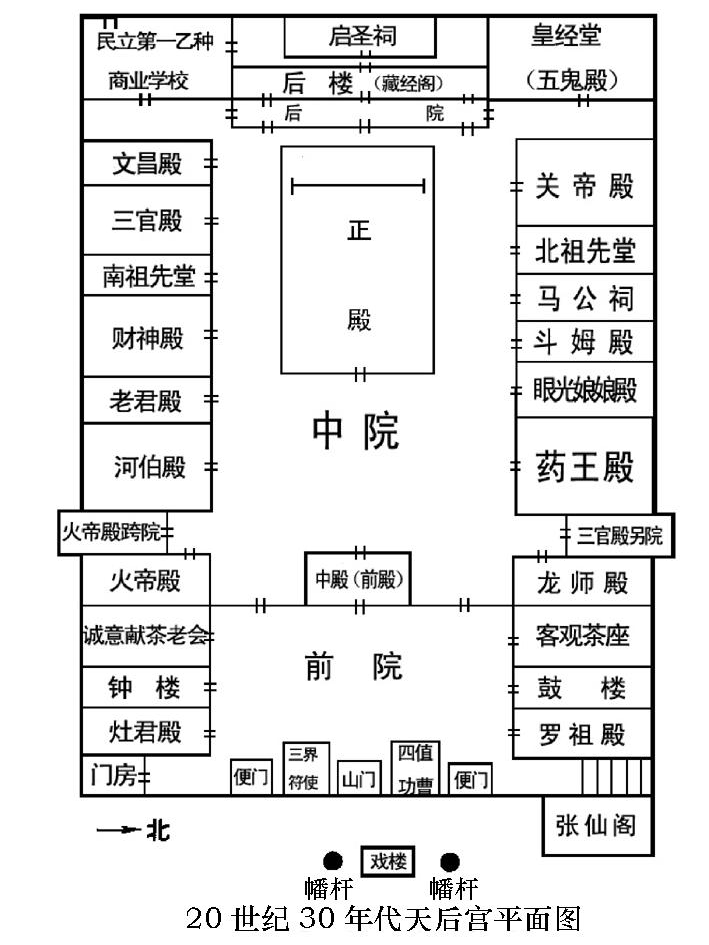 民立第一乙种
商业学校
启圣祠
后 楼 (藏经阁)
后 院
皇经堂
(五鬼殿)
文昌殿
三官殿
南祖先堂
财神殿
老君殿
河伯殿
火帝殿跨院
火帝殿
诚意献茶老会
钟 楼
灶君殿
门房
正
殿
中院
中殿(前殿)
前 院
关帝殿
北祖先堂
马公祠
斗姆殿
眼光娘娘殿
药王殿
三官殿另院
龙师殿
客观茶座
鼓 楼
罗祖殿
便门
三界
符使
山门
四值
功曹
便门
张仙阁
北
戏楼
幡杆
幡杆
20世纪30年代天后宫平面图